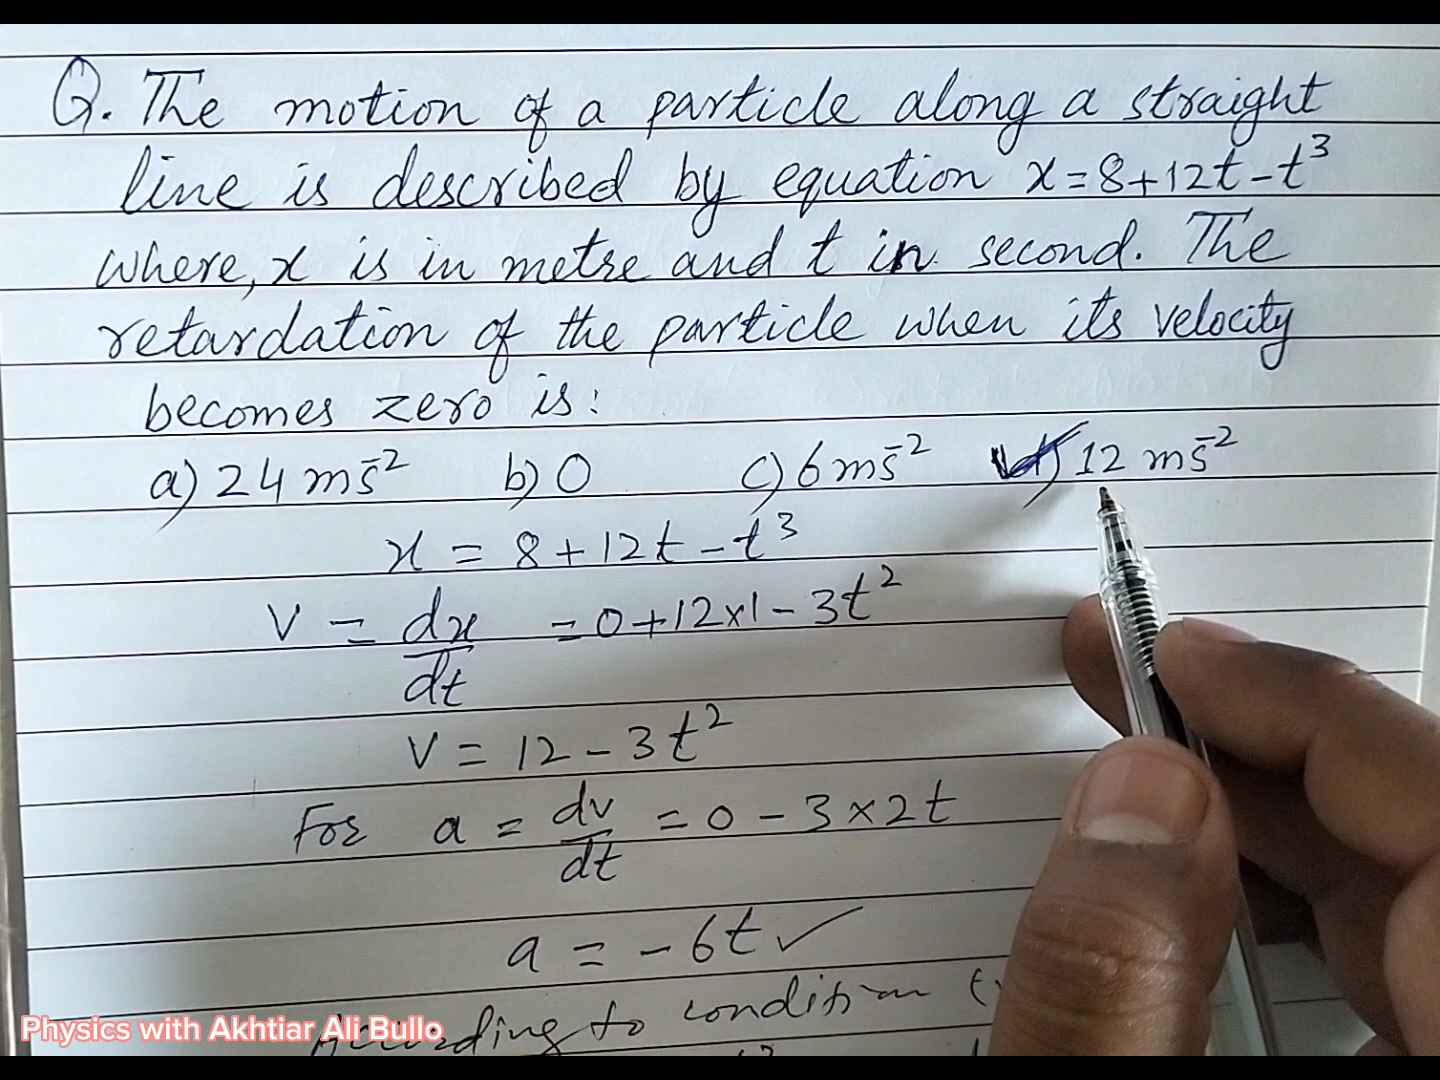 Q. The motion of a particle along a straight
line is described by equation x=8+12t-t³
where, x is in metre and t in second. The
retardation of the particle when its velocity
becomes zero is:
a) 24 ms⁻² b) 0 c) 6 ms⁻² d) 12 ms⁻²
x = 8+12t-t³
v = dx/dt = 0+12×1-3t²
v = 12-3t²
For a = dv/dt = 0-3×2t
a = -6t ✓
According to condition
Physics with Akhtiar Ali Bullo